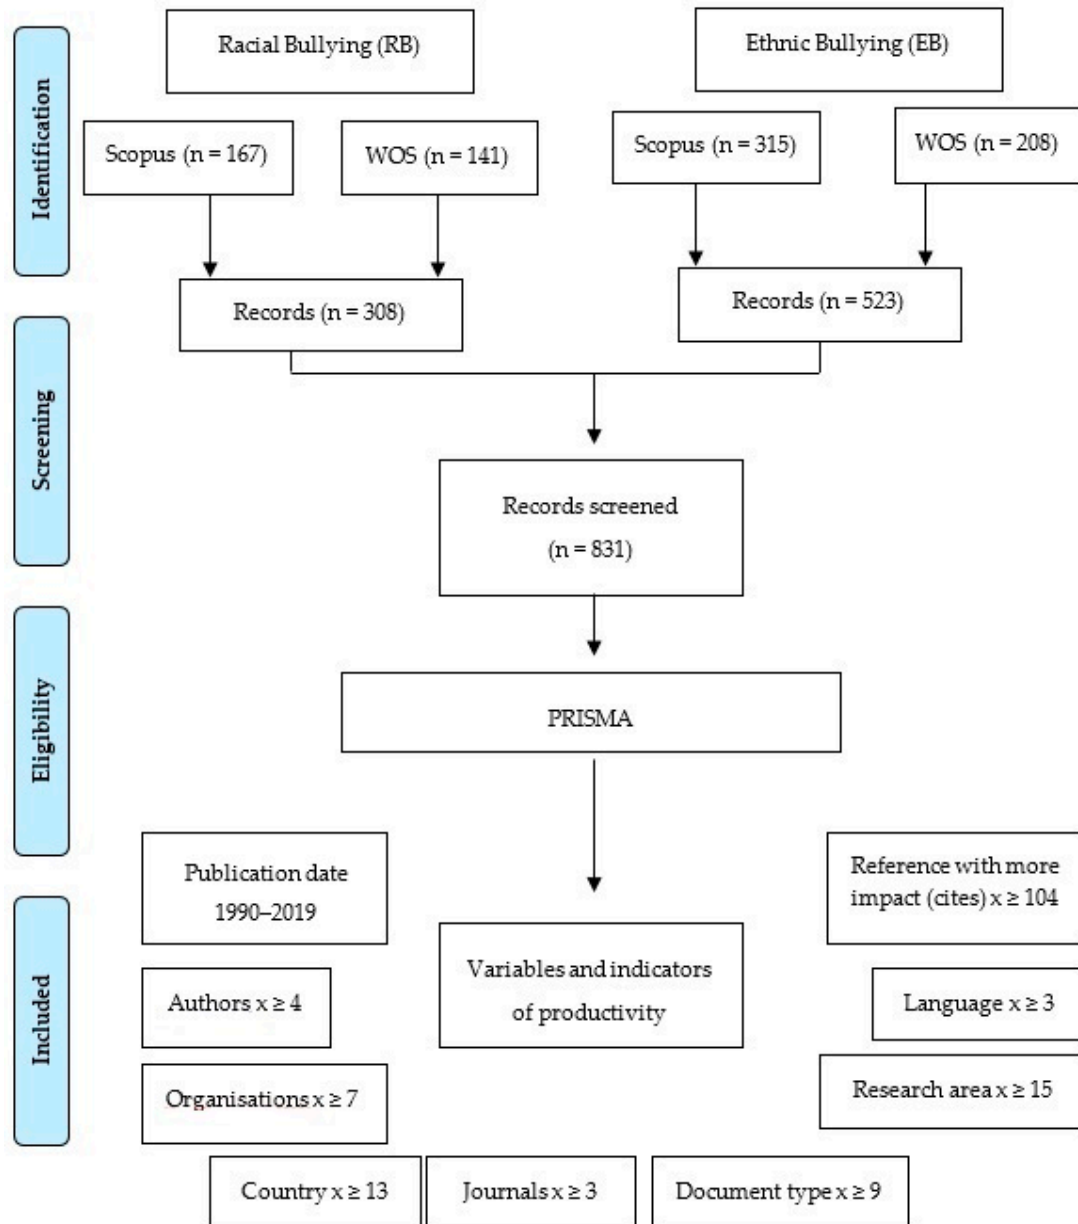 Identification
Racial Bullying (RB)
Ethnic Bullying (EB)
Scopus (n = 167)
WOS (n = 141)
Scopus (n = 315)
WOS (n = 208)
Records (n = 308)
Records (n = 523)
Screening
Records screened
(n = 831)
Eligibility
PRISMA
Included
Publication date
1990–2019
Reference with more
impact (cites) x ≥ 104
Variables and indicators
of productivity
Authors x ≥ 4
Language x ≥ 3
Organisations x ≥ 7
Research area x ≥ 15
Country x ≥ 13
Journals x ≥ 3
Document type x ≥ 9